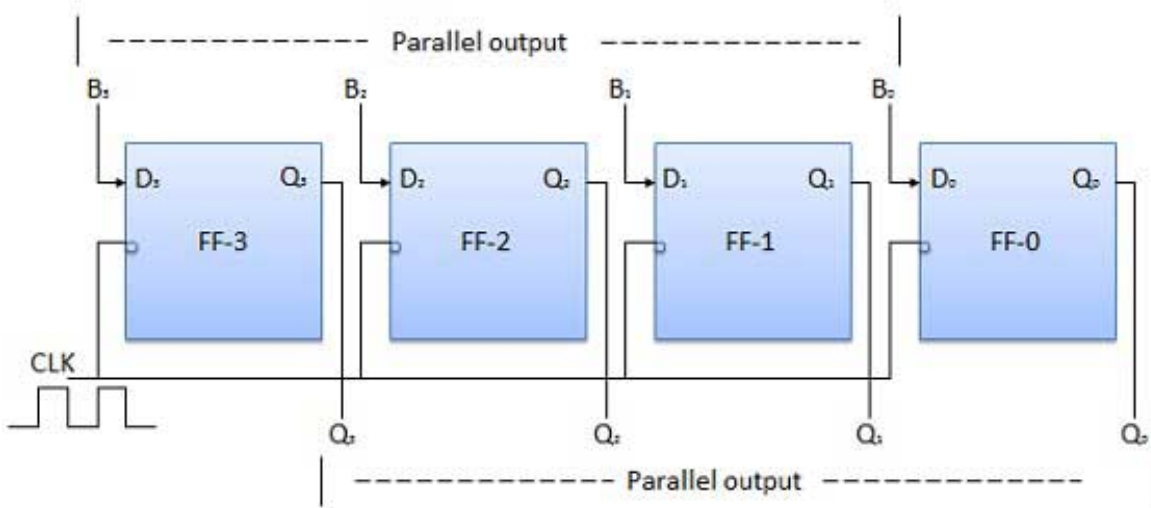 Parallel output
B₃ B₂ B₁ B₀
D₃ Q₃ D₂ Q₂ D₁ Q₁ D₀ Q₀
FF-3 FF-2 FF-1 FF-0
CLK
Q₃ Q₂ Q₁ Q₀
Parallel output